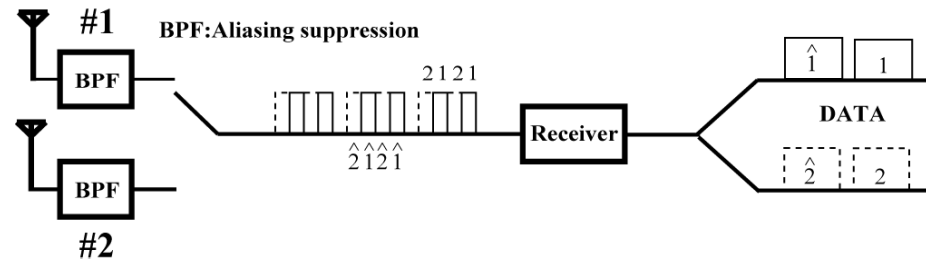 #1
BPF:Aliasing suppression
BPF
2 1 2 1
^2 ^1 ^2 ^1
Receiver
^1 1
DATA
BPF
^2 2
#2